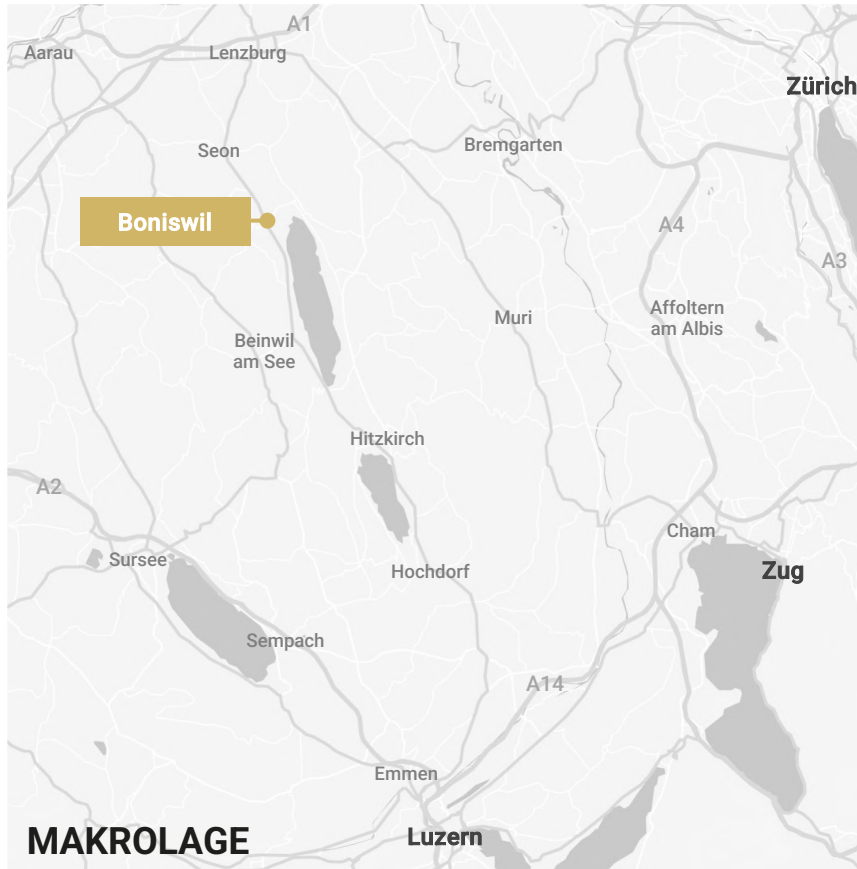 A1
Aarau
Lenzburg
Zürich
Seon
Bremgarten
Boniswil
A4
A3
Muri
Affoltern
am Albis
Beinwil
am See
Hitzkirch
A2
Cham
Sursee
Hochdorf
Zug
Sempach
A14
Emmen
Luzern
MAKROLAGE